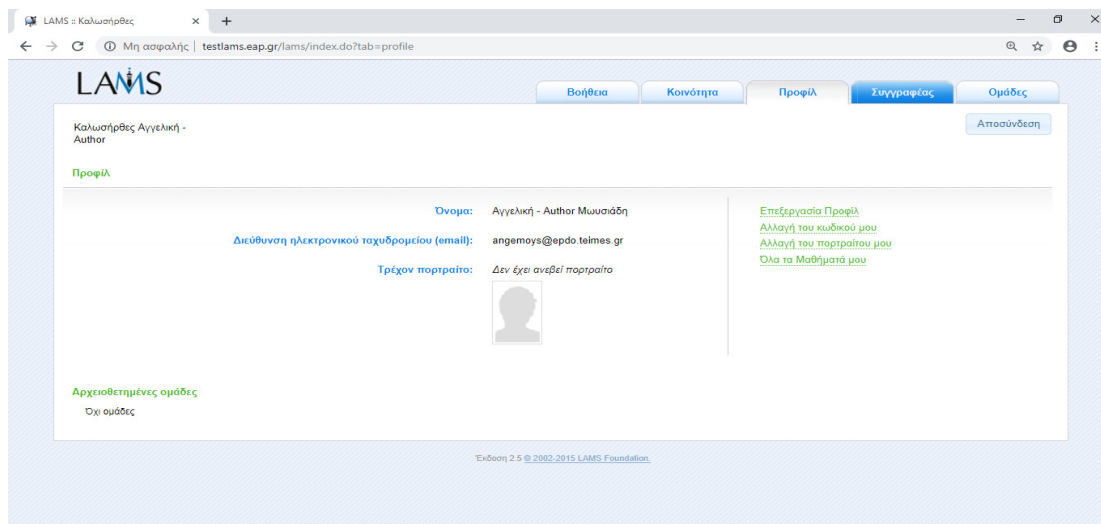 LAMS :: Καλωσήρθες
Μη ασφαλής | testlams.eap.gr/lams/index.do?tab=profile
LAMS
Βοήθεια Κοινότητα Προφίλ Συγγραφέας Ομάδες
Καλωσήρθες Αγγελική - Author
Αποσύνδεση
Προφίλ
Όνομα: Αγγελική - Author Μωυσιάδη
Διεύθυνση ηλεκτρονικού ταχυδρομείου (email): angemoys@epdo.teimes.gr
Τρέχον πορτραίτο: Δεν έχει ανεβεί πορτραίτο
Επεξεργασία Προφίλ
Αλλαγή του κωδικού μου
Αλλαγή του πορτραίτου μου
Όλα τα Μαθήματά μου
Αρχειοθετημένες ομάδες
Όχι ομάδες
Έκδοση 2.5 © 2002-2015 LAMS Foundation.